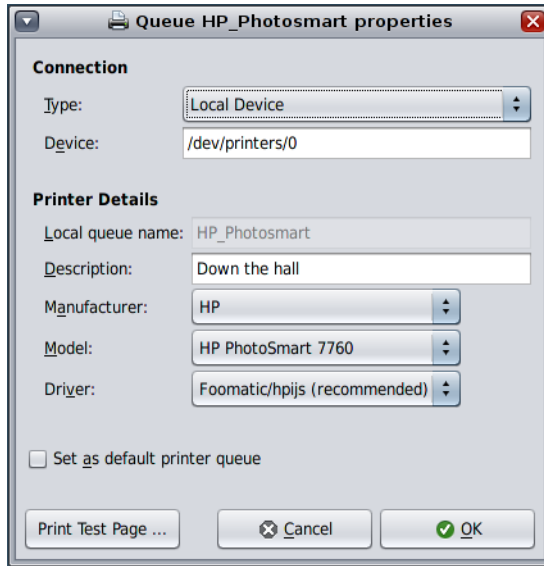 Queue HP_Photosmart properties
Connection
Type: Local Device
Device: /dev/printers/0
Printer Details
Local queue name: HP_Photosmart
Description: Down the hall
Manufacturer: HP
Model: HP PhotoSmart 7760
Driver: Foomatic/hpijs (recommended)
Set as default printer queue
Print Test Page ... Cancel OK